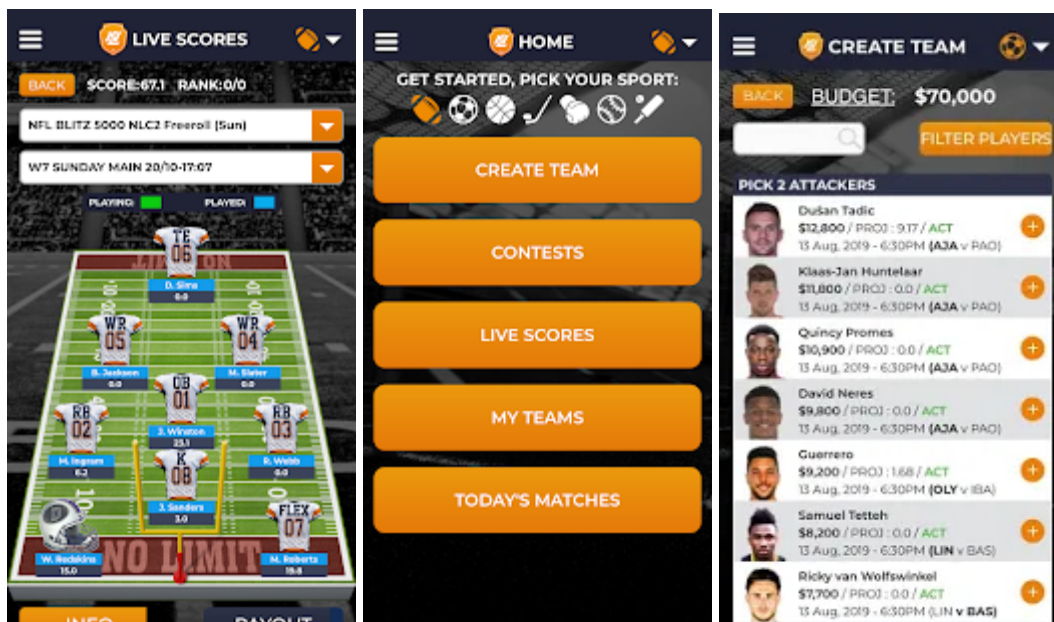 LIVE SCORES
BACK SCORE:67.1 RANK:0/0
NFL BLITZ 5000 NLC2 Freeroll (Sun)
W7 SUNDAY MAIN 20/10-17:07
PLAYING: PLAYED:
TE
06
D. Sims
0.0
WR
05
WR
04
B. Jackson
0.0
M. Slater
0.0
QB
01
J. Winston
23.1
RB
02
RB
03
M. Ingram
6.2
R. Webb
0.0
K
08
J. Sanders
3.0
FLEX
07
W. Redskins
15.0
NO LIMIT
M. Roberts
19.8
INFO PAYOUT
HOME
GET STARTED, PICK YOUR SPORT:
CREATE TEAM
CONTESTS
LIVE SCORES
MY TEAMS
TODAY'S MATCHES
CREATE TEAM
BACK BUDGET: $70,000
FILTER PLAYERS
PICK 2 ATTACKERS
Dušan Tadic
$12,800 / PROJ : 9.17 / ACT
13 Aug, 2019 - 6:30PM (AJA v PAO)
Klaas-Jan Huntelaar
$11,800 / PROJ : 0.0 / ACT
13 Aug, 2019 - 6:30PM (AJA v PAO)
Quincy Promes
$10,900 / PROJ : 0.0 / ACT
13 Aug, 2019 - 6:30PM (AJA v PAO)
David Neres
$9,800 / PROJ : 0.0 / ACT
13 Aug, 2019 - 6:30PM (AJA v PAO)
Guerrero
$9,200 / PROJ : 1.68 / ACT
13 Aug, 2019 - 6:30PM (OLY v IBA)
Samuel Tetteh
$8,200 / PROJ : 0.0 / ACT
13 Aug, 2019 - 6:30PM (LIN v BAS)
Ricky van Wolfswinkel
$7,700 / PROJ : 0.0 / ACT
13 Aug, 2019 - 6:30PM (LIN v BAS)